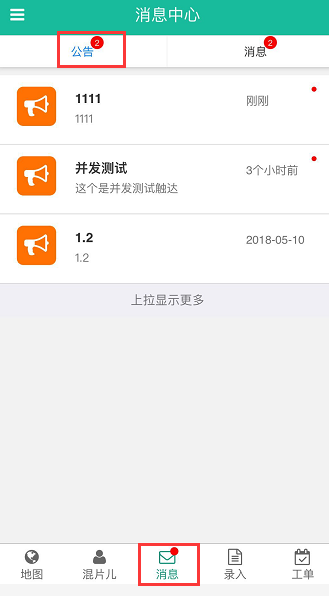 消息中心
公告 2
消息 2
1111
刚刚
1111
并发测试
3个小时前
这个是并发测试触达
1.2
2018-05-10
1.2
上拉显示更多
地图 混片儿 消息 录入 工单